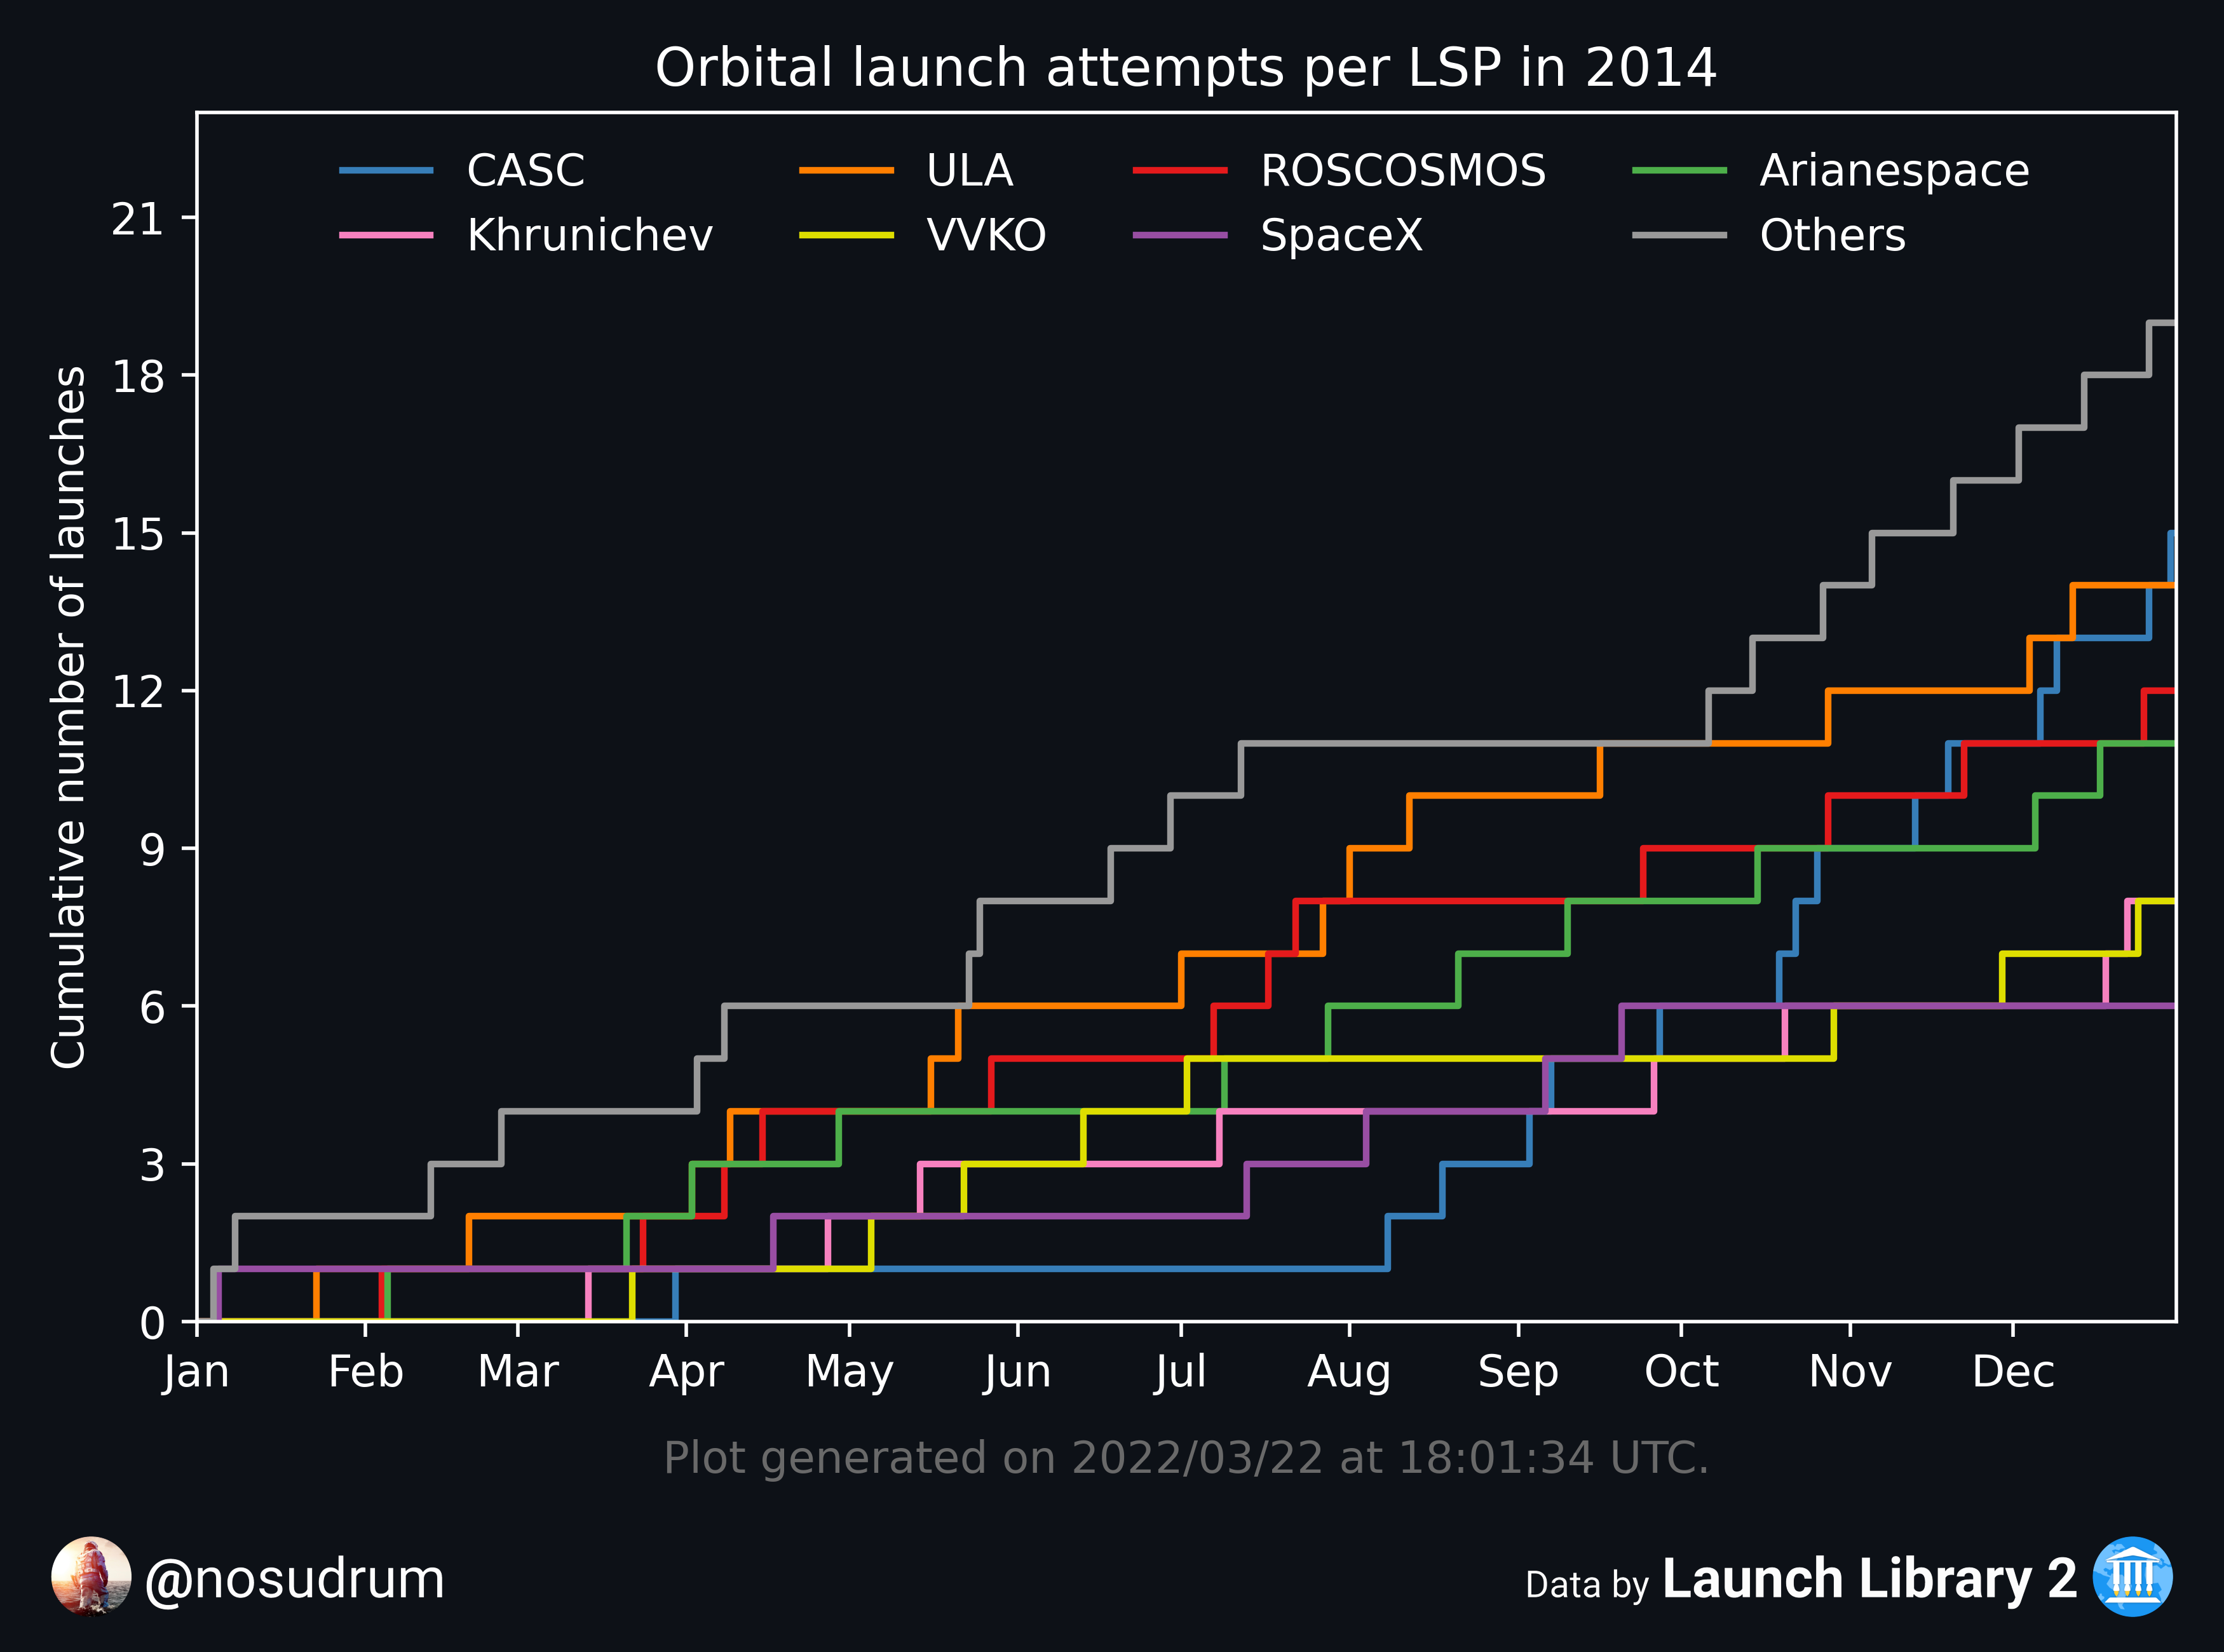 Orbital launch attempts per LSP in 2014
CASC ULA ROSCOSMOS Arianespace
Khrunichev VVKO SpaceX Others
Cumulative number of launches
21
18
15
12
9
6
3
0
Jan Feb Mar Apr May Jun Jul Aug Sep Oct Nov Dec
Plot generated on 2022/03/22 at 18:01:34 UTC.
@nosudrum
Data by Launch Library 2